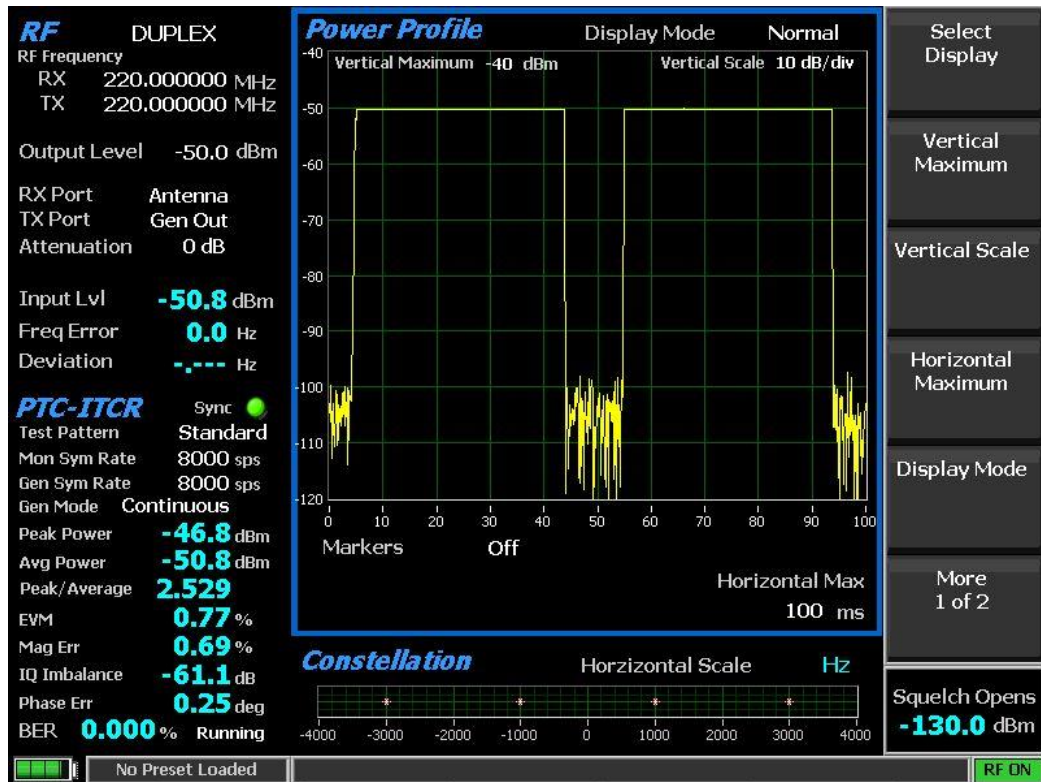 RF DUPLEX
RF Frequency
RX 220.000000 MHz
TX 220.000000 MHz
Output Level -50.0 dBm
RX Port Antenna
TX Port Gen Out
Attenuation 0 dB
Input Lvl -50.8 dBm
Freq Error 0.0 Hz
Deviation -.--- Hz
PTC-ITCR Sync
Test Pattern Standard
Mon Sym Rate 8000 sps
Gen Sym Rate 8000 sps
Gen Mode Continuous
Peak Power -46.8 dBm
Avg Power -50.8 dBm
Peak/Average 2.529
EVM 0.77 %
Mag Err 0.69 %
IQ Imbalance -61.1 dB
Phase Err 0.25 deg
BER 0.000 % Running
Power Profile Display Mode Normal
Vertical Maximum -40 dBm Vertical Scale 10 dB/div
-40
-50
-60
-70
-80
-90
-100
-110
-120
0 10 20 30 40 50 60 70 80 90 100
Markers Off
Horizontal Max
100 ms
Constellation Horzizontal Scale Hz
-4000 -3000 -2000 -1000 0 1000 2000 3000 4000
Select
Display
Vertical
Maximum
Vertical Scale
Horizontal
Maximum
Display Mode
More
1 of 2
Squelch Opens
-130.0 dBm
No Preset Loaded
RF ON